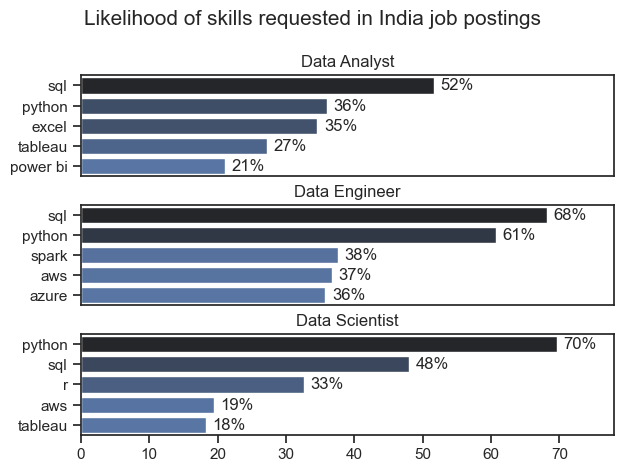 Likelihood of skills requested in India job postings
Data Analyst
sql 52%
python 36%
excel 35%
tableau 27%
power bi 21%
Data Engineer
sql 68%
python 61%
spark 38%
aws 37%
azure 36%
Data Scientist
python 70%
sql 48%
r 33%
aws 19%
tableau 18%
0 10 20 30 40 50 60 70